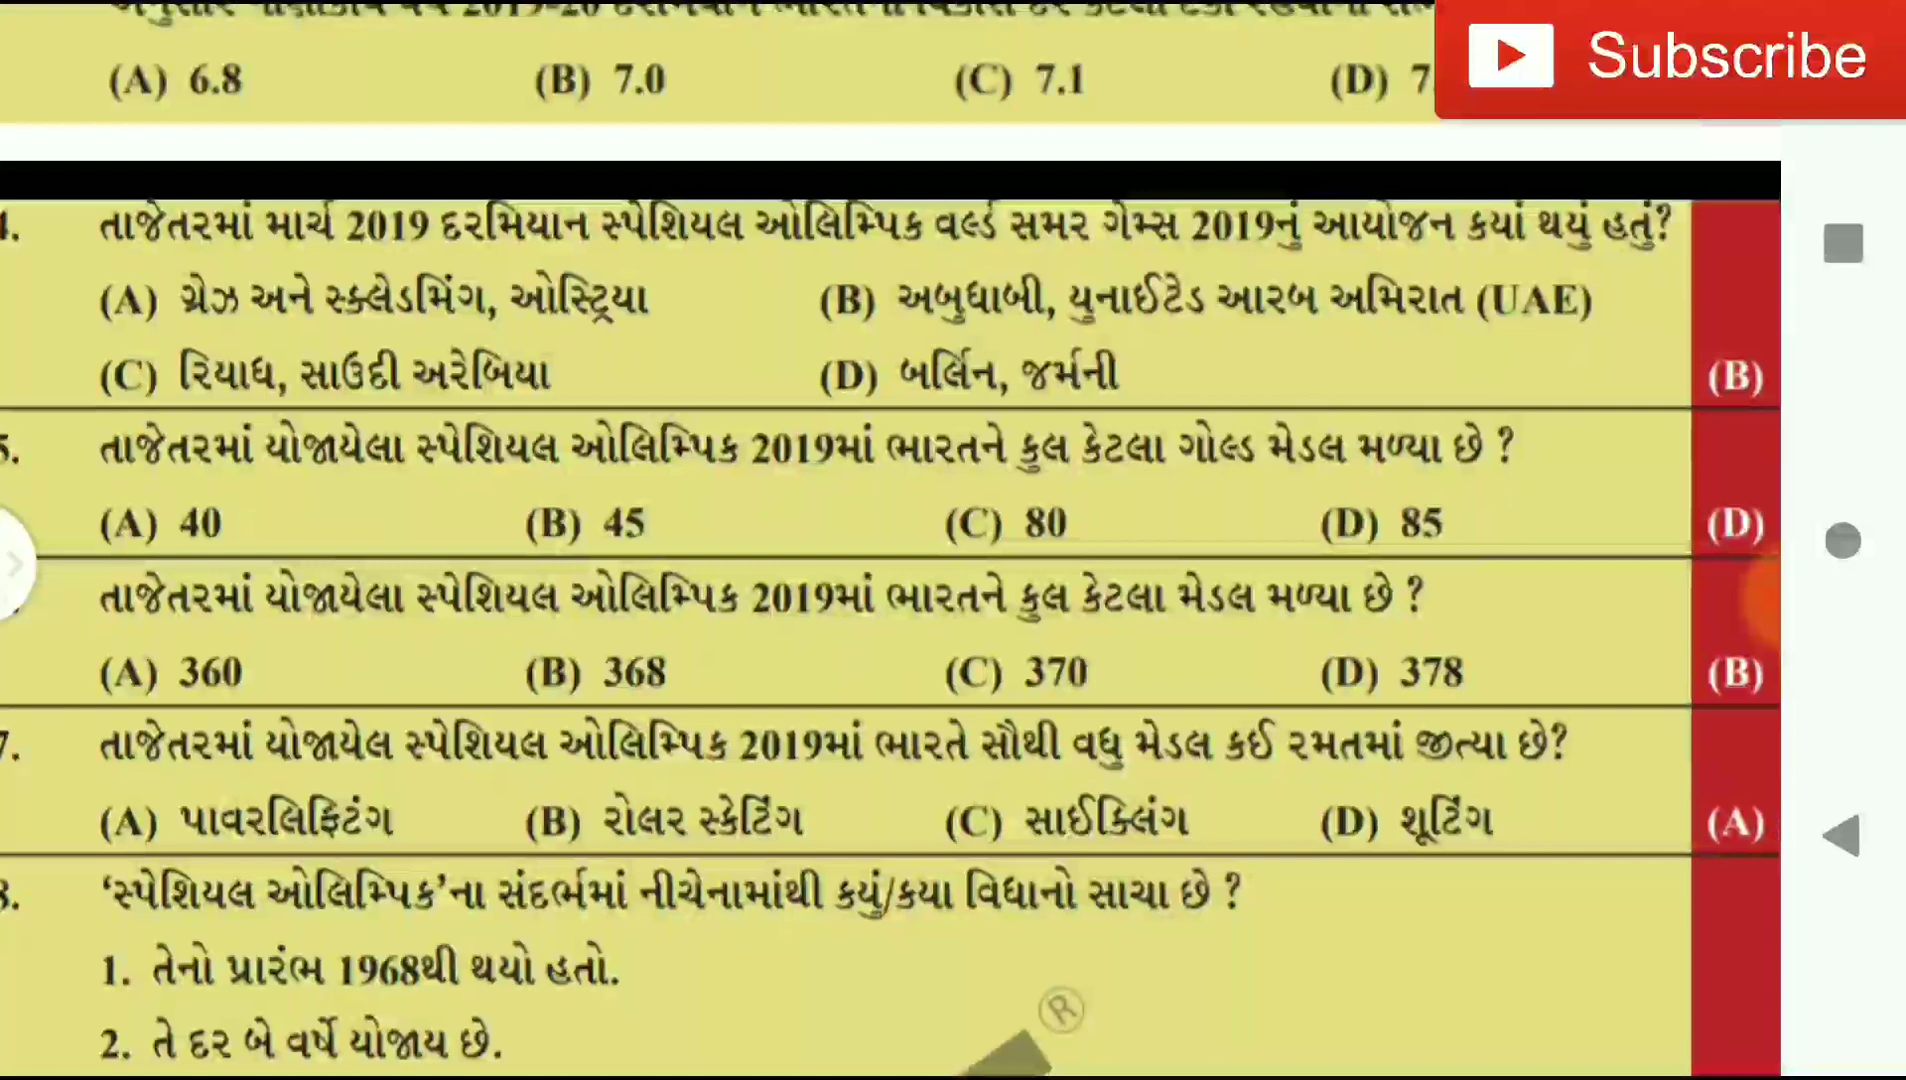 2019-20
(A) 6.8 (B) 7.0 (C) 7.1 (D) 7
Subscribe
તાજેતરમાં માર્ચ 2019 દરમિયાન સ્પેશિયલ ઓલિમ્પિક વર્લ્ડ સમર ગેમ્સ 2019નું આયોજન કયાં થયું હતું?
(A) ગ્રેઝ અને સ્ક્લેડમિંગ, ઓસ્ટ્રિયા (B) અબુધાબી, યુનાઈટેડ આરબ અમિરાત (UAE)
(C) રિયાધ, સાઉદી અરેબિયા (D) બર્લિન, જર્મની (B)
5. તાજેતરમાં યોજાયેલા સ્પેશિયલ ઓલિમ્પિક 2019માં ભારતને કુલ કેટલા ગોલ્ડ મેડલ મળ્યા છે ?
(A) 40 (B) 45 (C) 80 (D) 85 (D)
તાજેતરમાં યોજાયેલા સ્પેશિયલ ઓલિમ્પિક 2019માં ભારતને કુલ કેટલા મેડલ મળ્યા છે ?
(A) 360 (B) 368 (C) 370 (D) 378 (B)
7. તાજેતરમાં યોજાયેલ સ્પેશિયલ ઓલિમ્પિક 2019માં ભારતે સૌથી વધુ મેડલ કઈ રમતમાં જીત્યા છે?
(A) પાવરલિફિટંગ (B) રોલર સ્કેટિંગ (C) સાઈક્લિંગ (D) શૂટિંગ (A)
‘સ્પેશિયલ ઓલિમ્પિક’ના સંદર્ભમાં નીચેનામાંથી કયું/કયા વિધાનો સાચા છે ?
1. તેનો પ્રારંભ 1968થી થયો હતો.
2. તે દર બે વર્ષે યોજાય છે.
®